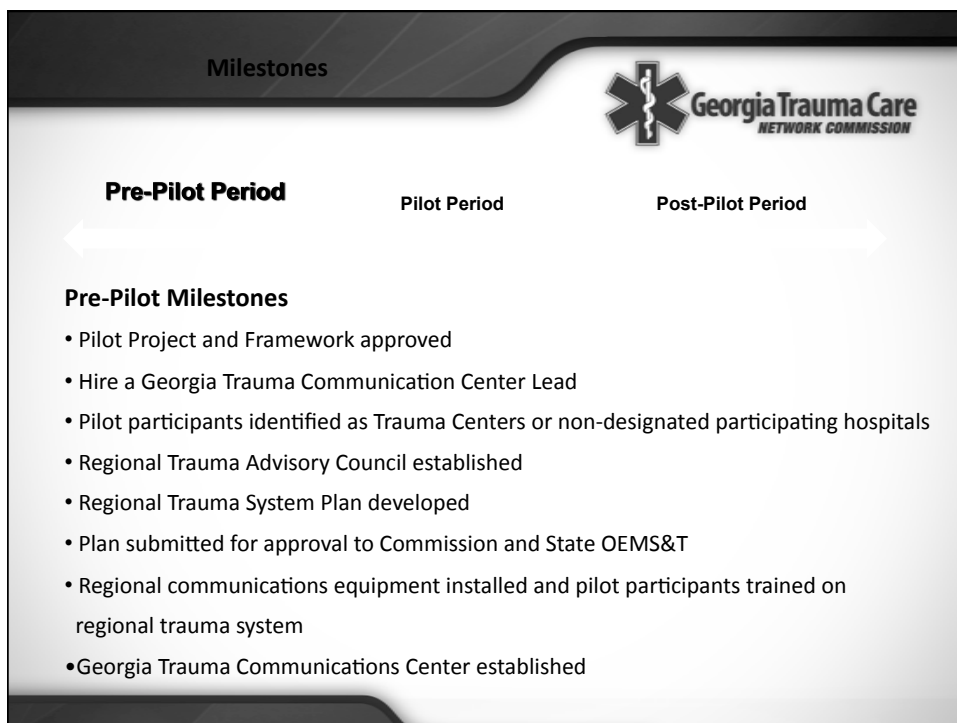 Milestones
Georgia Trauma Care
NETWORK COMMISSION
Pre-Pilot Period
Pilot Period
Post-Pilot Period
Pre-Pilot Milestones
• Pilot Project and Framework approved
• Hire a Georgia Trauma Communication Center Lead
• Pilot participants identified as Trauma Centers or non-designated participating hospitals
• Regional Trauma Advisory Council established
• Regional Trauma System Plan developed
• Plan submitted for approval to Commission and State OEMS&T
• Regional communications equipment installed and pilot participants trained on
regional trauma system
•Georgia Trauma Communications Center established